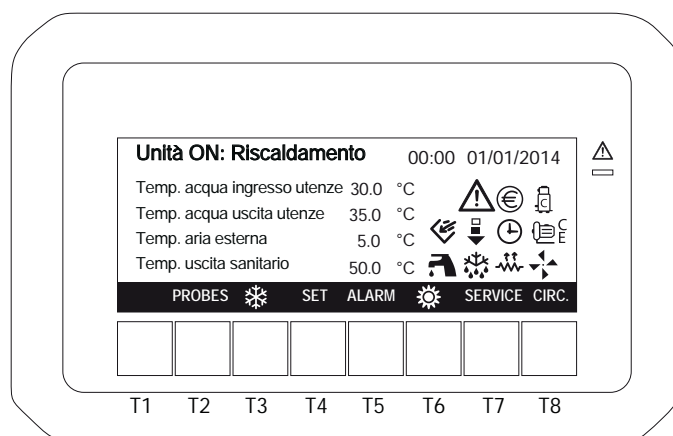 Unità ON: Riscaldamento 00:00 01/01/2014
Temp. acqua ingresso utenze 30.0 °C
Temp. acqua uscita utenze 35.0 °C
Temp. aria esterna 5.0 °C
Temp. uscita sanitario 50.0 °C
€ C
C
E
PROBES SET ALARM SERVICE CIRC.
T1 T2 T3 T4 T5 T6 T7 T8